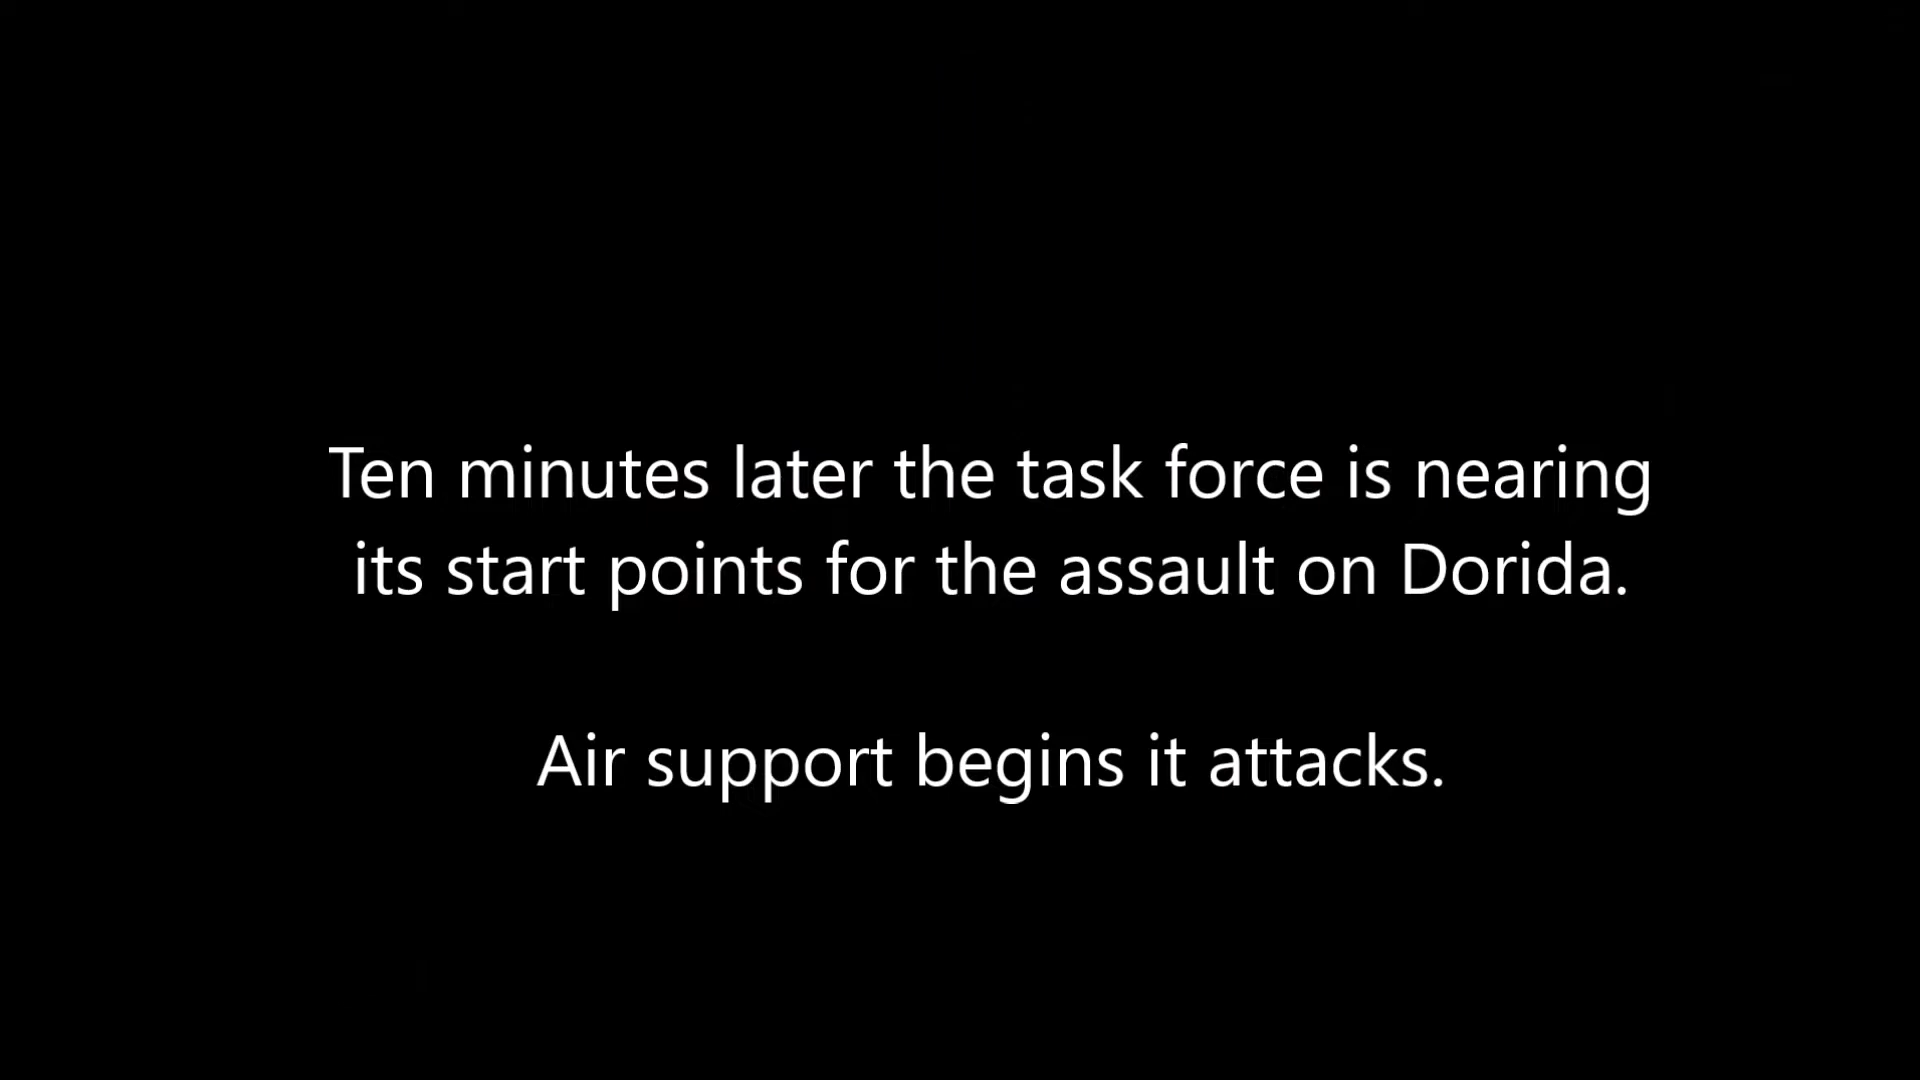 Ten minutes later the task force is nearing
its start points for the assault on Dorida.
Air support begins it attacks.